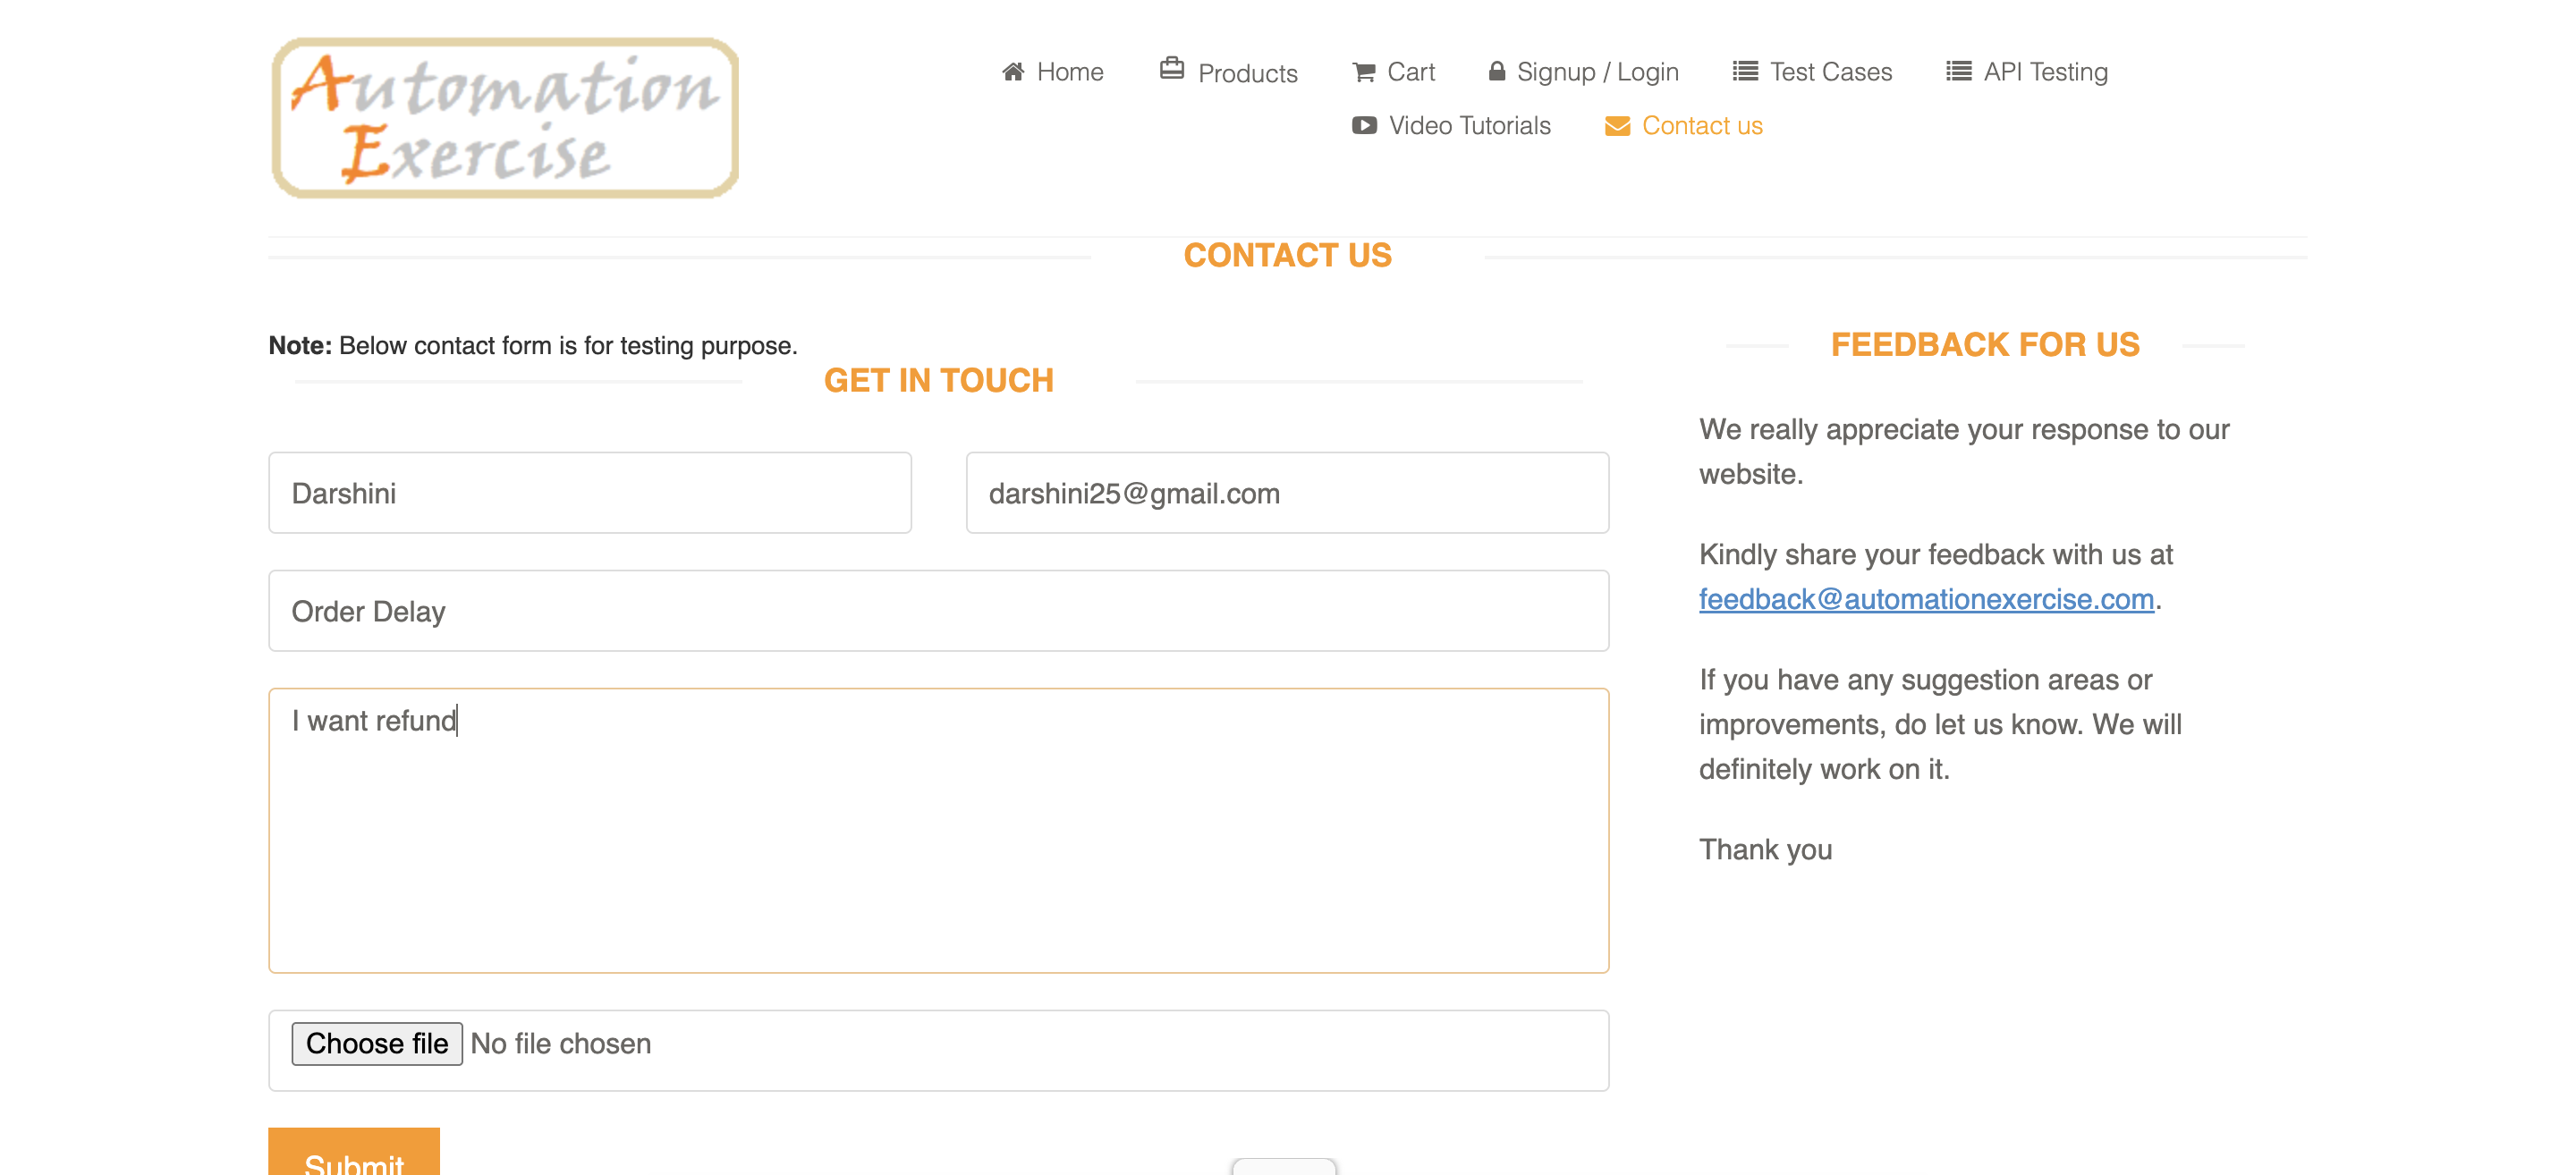 Automation
Exercise
Home
Products
Cart
Signup / Login
Test Cases
API Testing
Video Tutorials
Contact us
CONTACT US
Note: Below contact form is for testing purpose.
GET IN TOUCH
Darshini
darshini25@gmail.com
Order Delay
I want refund
Choose file No file chosen
Submit
FEEDBACK FOR US
We really appreciate your response to our
website.
Kindly share your feedback with us at
feedback@automationexercise.com.
If you have any suggestion areas or
improvements, do let us know. We will
definitely work on it.
Thank you